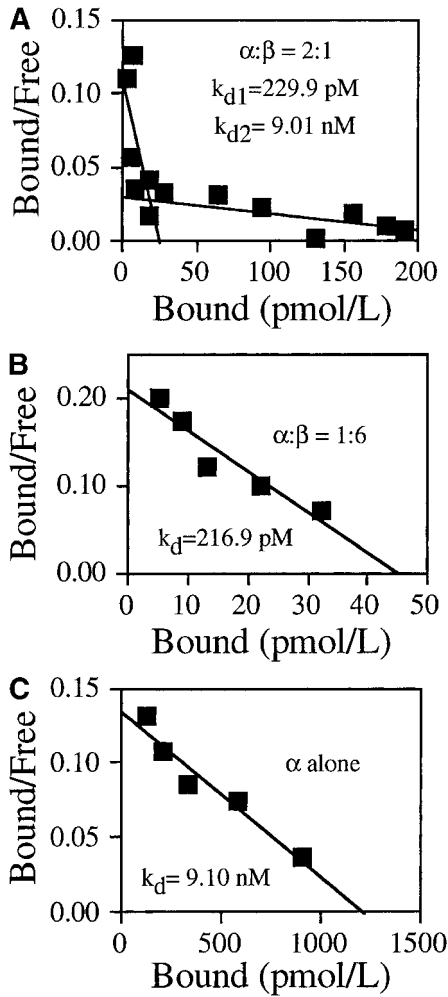 A
Bound/Free
0.15
0.10
0.05
0.00
α:β = 2:1
kd1=229.9 pM
kd2= 9.01 nM
0 50 100 150 200
Bound (pmol/L)
B
Bound/Free
0.20
0.10
0.00
α:β = 1:6
kd=216.9 pM
0 10 20 30 40 50
Bound (pmol/L)
C
Bound/Free
0.15
0.10
0.05
0.00
α alone
kd= 9.10 nM
0 500 1000 1500
Bound (pmol/L)